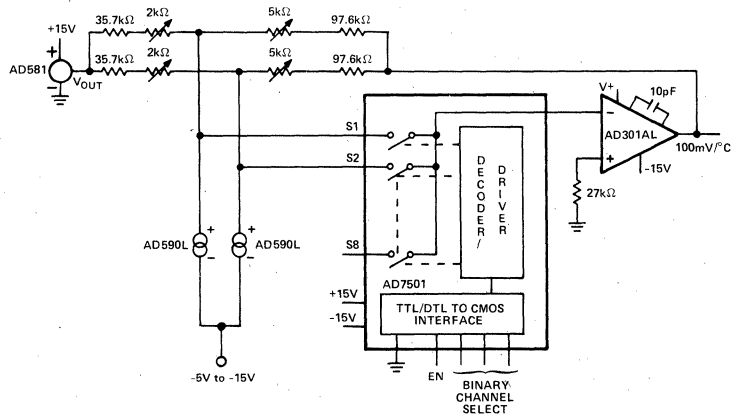 35.7kΩ 2kΩ 5kΩ 97.6kΩ
+15V
+
35.7kΩ 2kΩ 5kΩ 97.6kΩ
AD581
-
VOUT
V+
10pF
-
AD301AL
+
100mV/°C
-15V
27kΩ
S1
S2
DECODER/
DRIVER
AD590L + - + - AD590L
S8
AD7501
+15V
-15V
TTL/DTL TO CMOS
INTERFACE
-5V to -15V
EN
BINARY
CHANNEL
SELECT